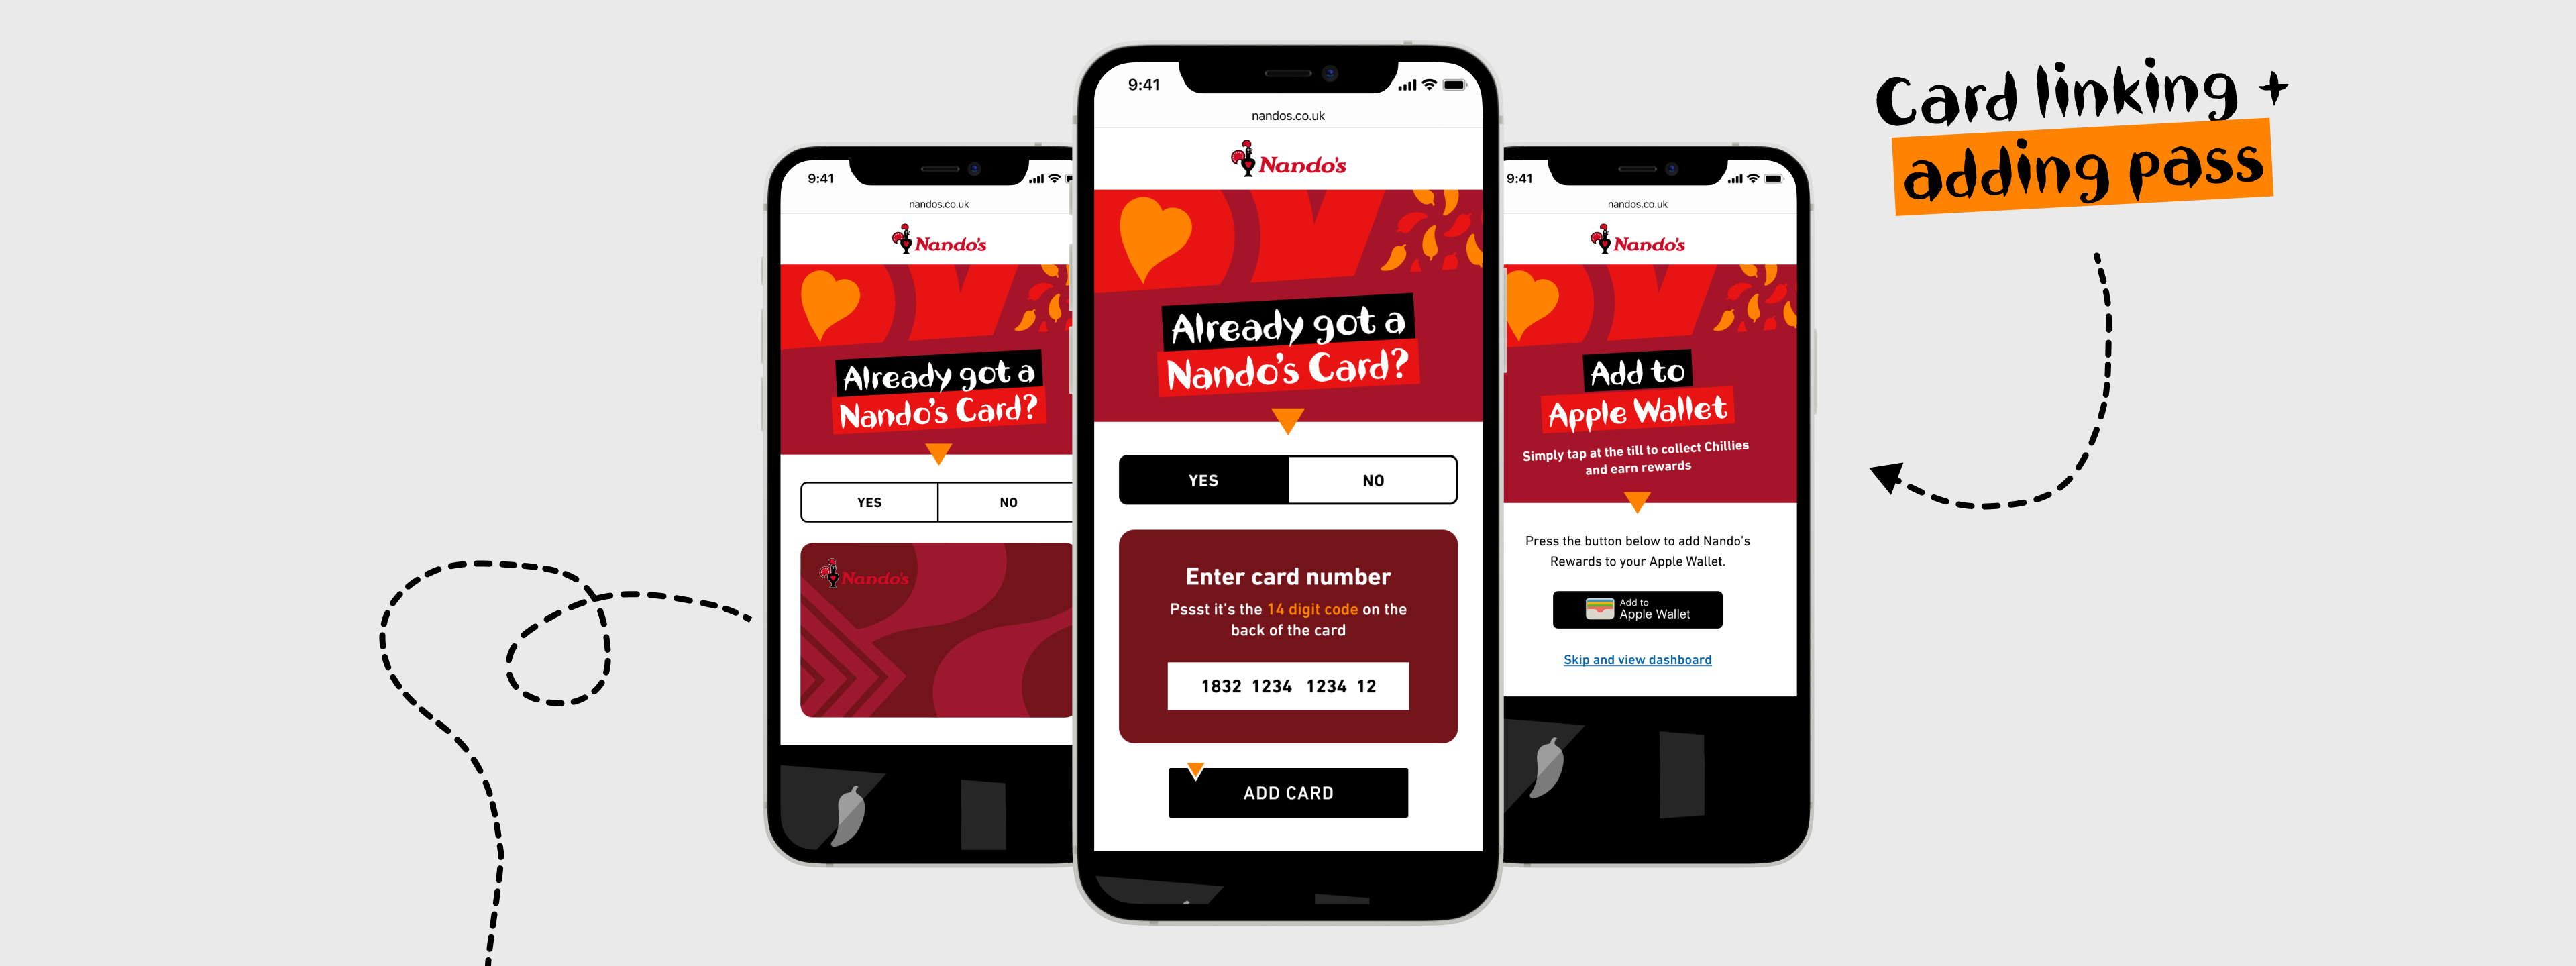 9:41
nandos.co.uk
Nando's
Already got a
Nando's Card?
YES NO
Nando's
9:41
nandos.co.uk
Nando's
Already got a
Nando's Card?
YES NO
Enter card number
Pssst it's the 14 digit code on the
back of the card
1832 1234 1234 12
ADD CARD
9:41
nandos.co.uk
Nando's
Add to
Apple Wallet
Simply tap at the till to collect Chillies
and earn rewards
Press the button below to add Nando's
Rewards to your Apple Wallet.
Add to
Apple Wallet
Skip and view dashboard
Card linking +
adding pass